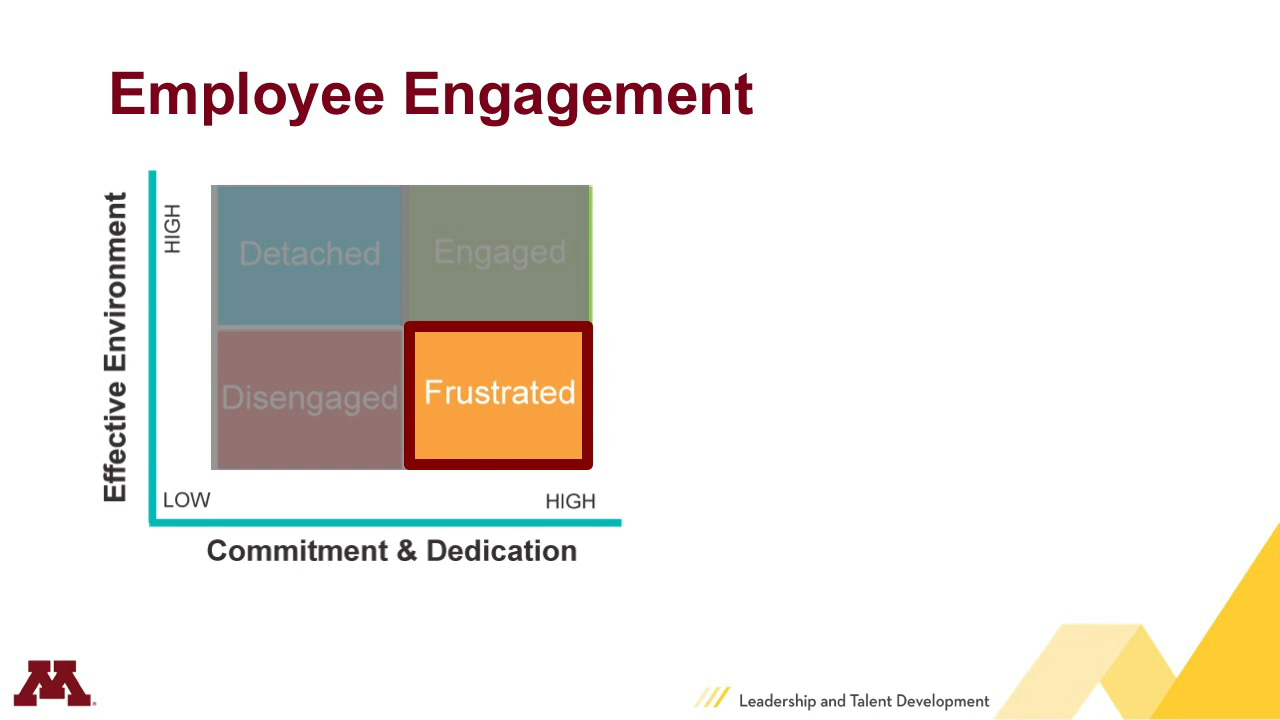 Employee Engagement
Effective Environment
HIGH
Detached
Engaged
Disengaged
Frustrated
LOW
HIGH
Commitment & Dedication
M
Leadership and Talent Development